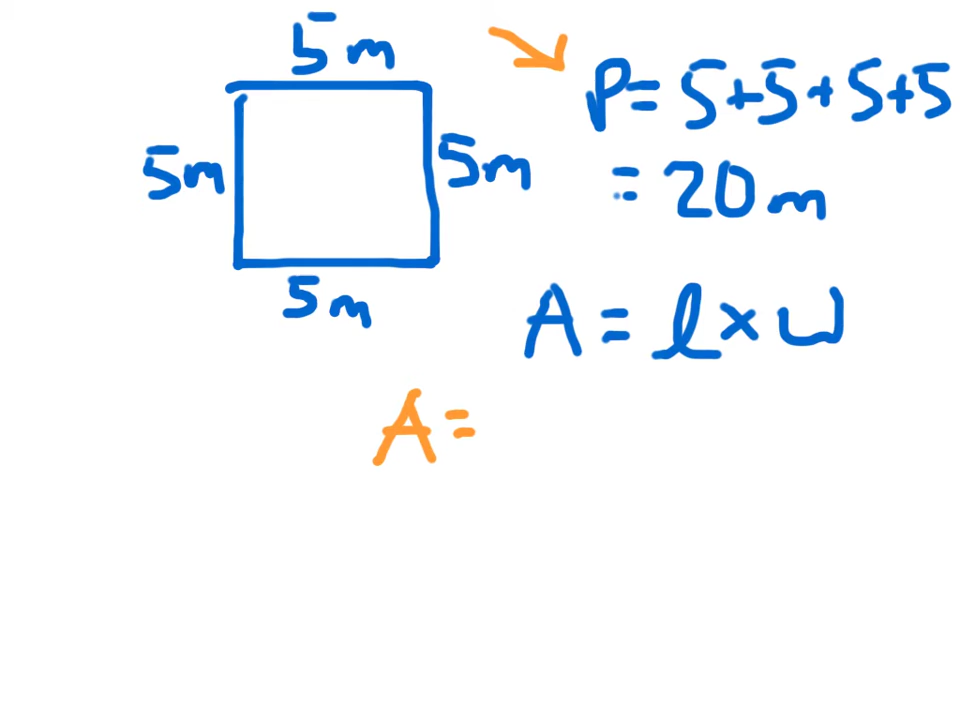 5m
P= 5+5+5+5
5m
5m
= 20m
5m
A = l x w
A =